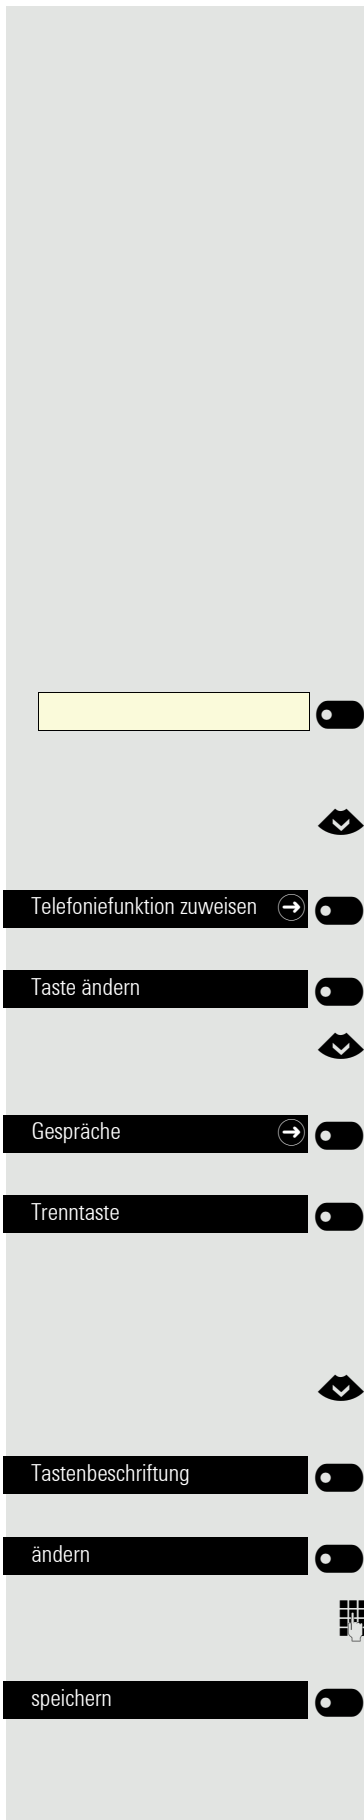 Telefoniefunktion zuweisen
Taste ändern
Gespräche
Trenntaste
Tastenbeschriftung
ändern
speichern